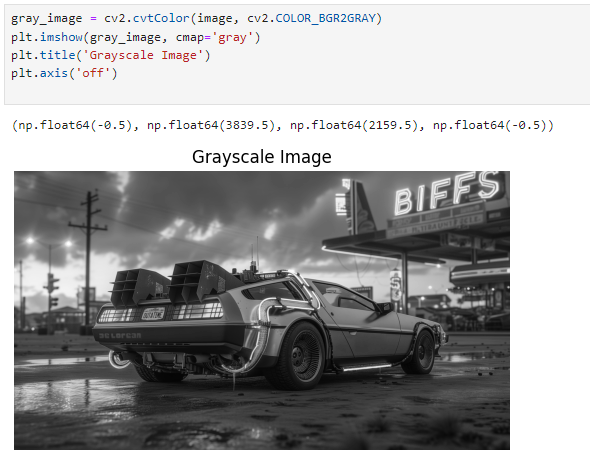 gray_image = cv2.cvtColor(image, cv2.COLOR_BGR2GRAY)
plt.imshow(gray_image, cmap='gray')
plt.title('Grayscale Image')
plt.axis('off')
(np.float64(-0.5), np.float64(3839.5), np.float64(2159.5), np.float64(-0.5))
Grayscale Image
BIFFS
OUTATIME
DE LOREAN